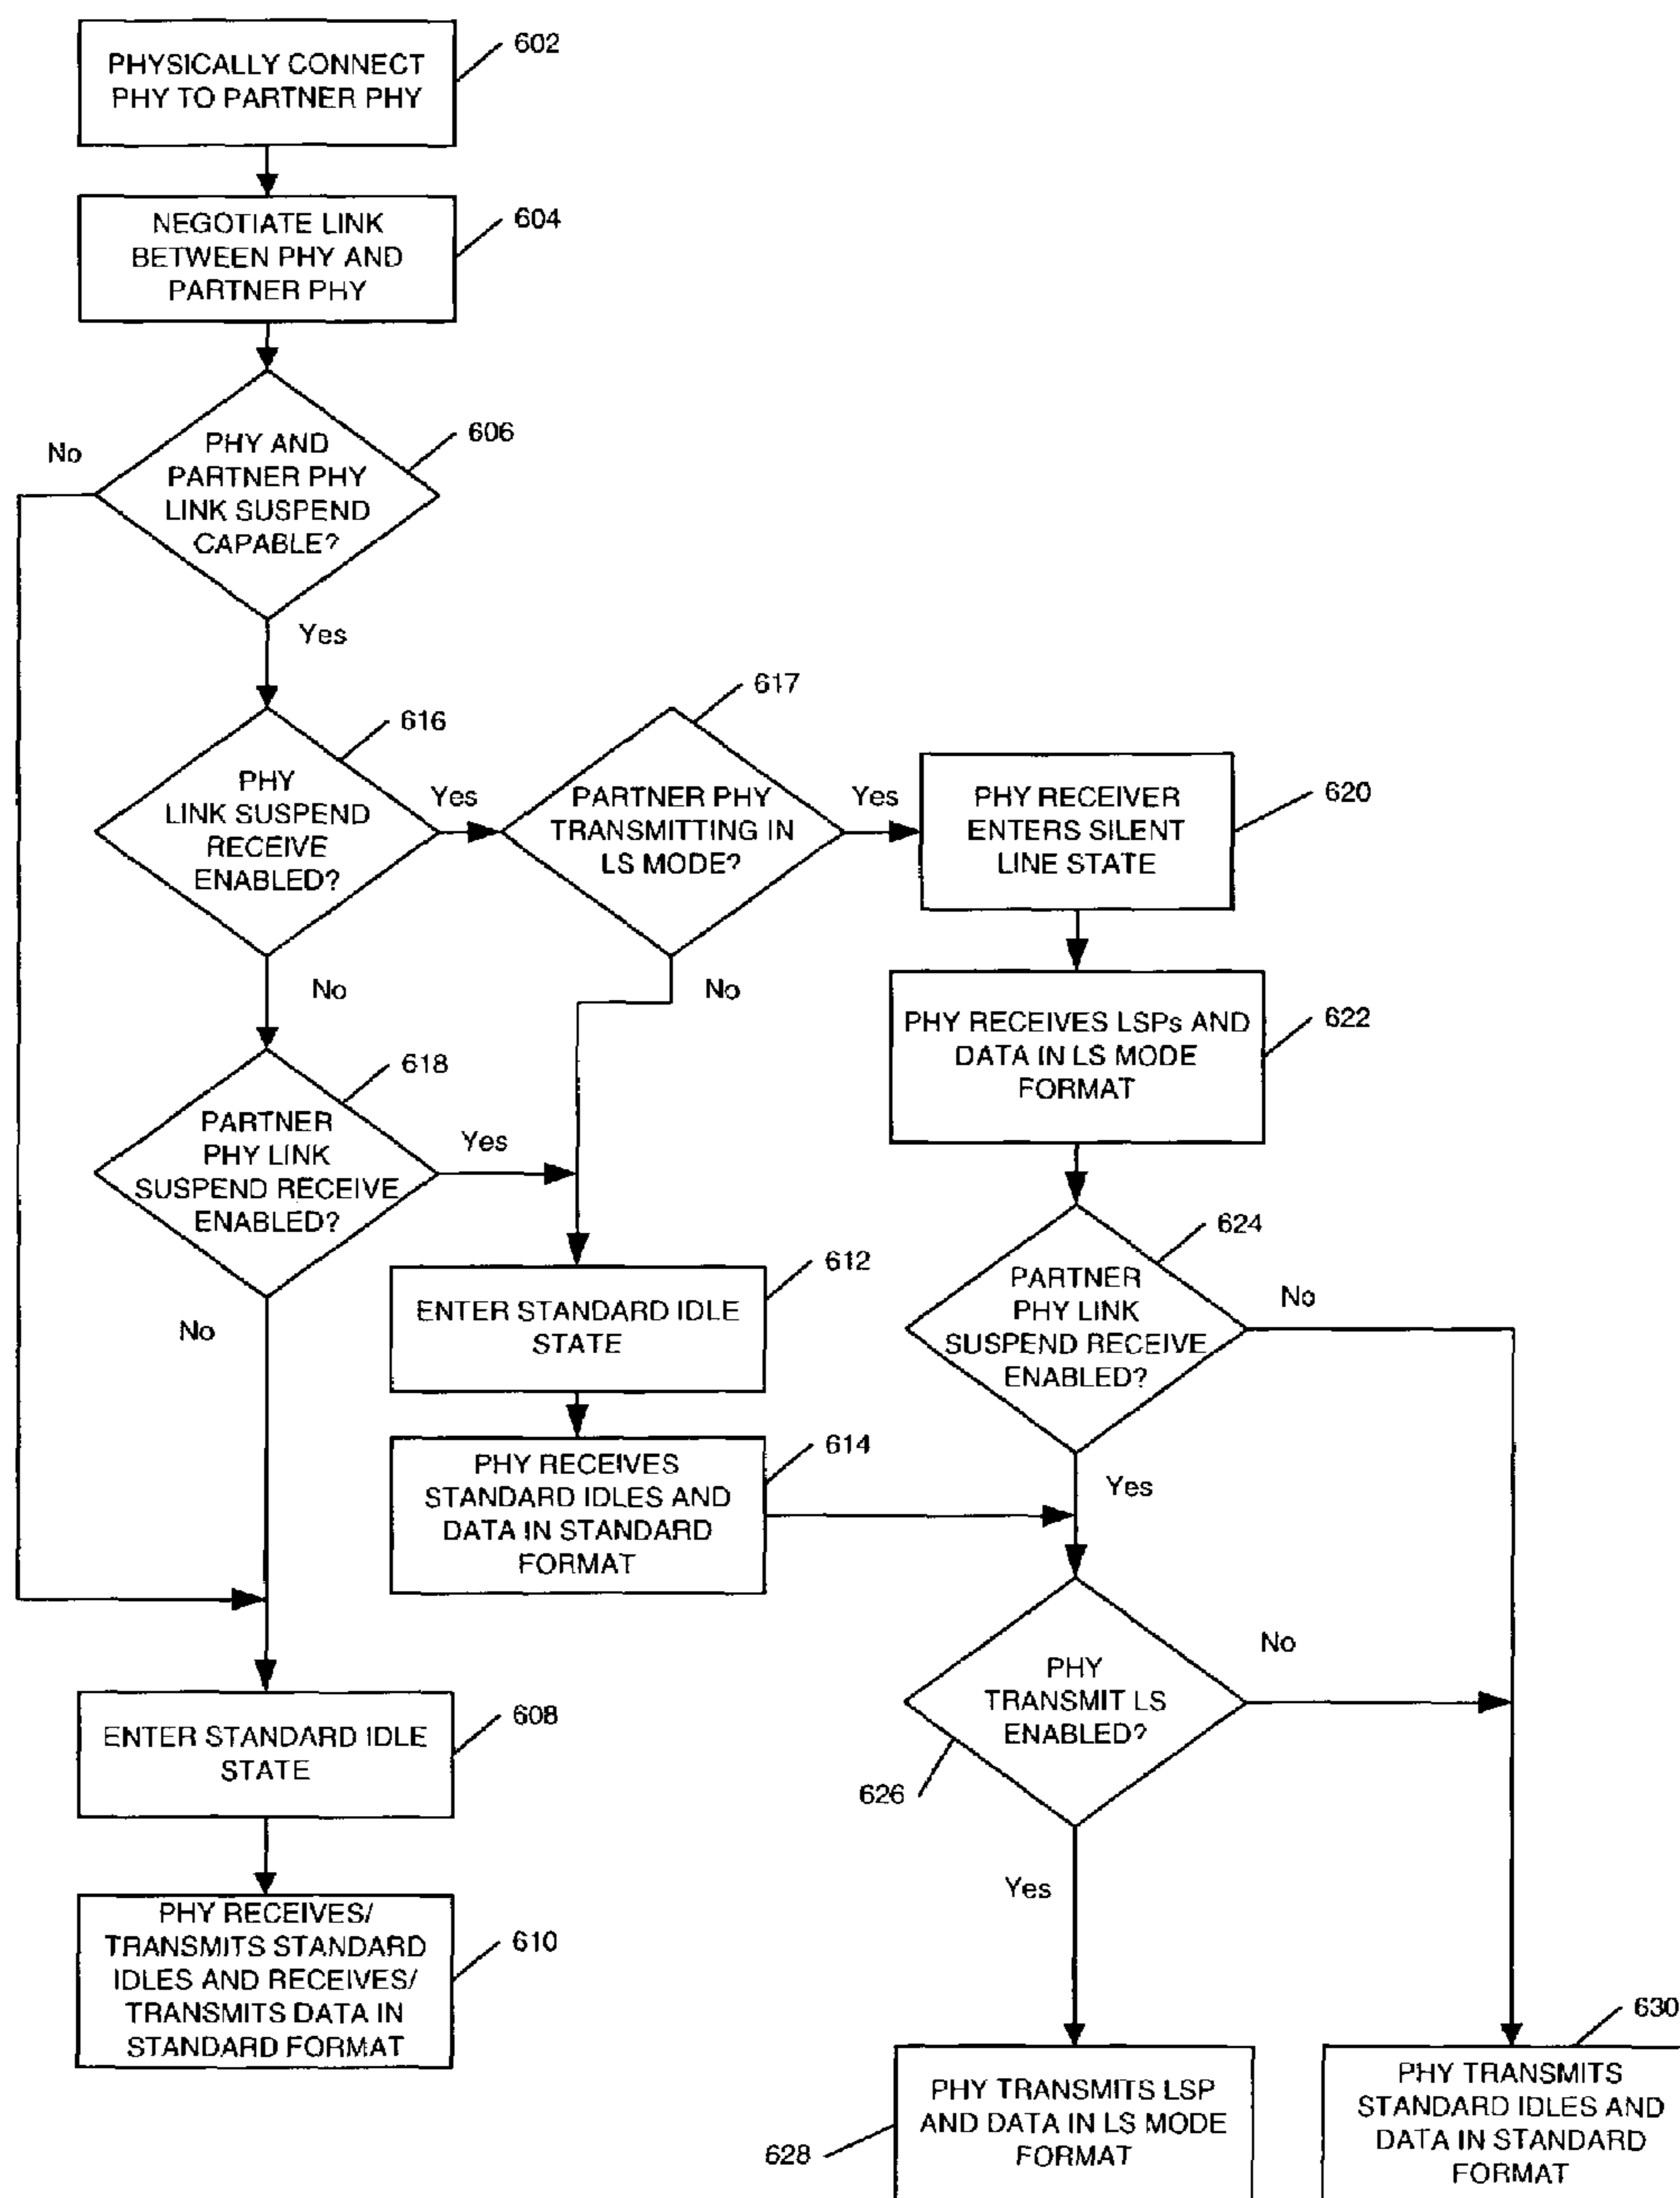 602
PHYSICALLY CONNECT
PHY TO PARTNER PHY
604
NEGOTIATE LINK
BETWEEN PHY AND
PARTNER PHY
606
No
PHY AND
PARTNER PHY
LINK SUSPEND
CAPABLE?
Yes
617
616
PHY
LINK SUSPEND
RECEIVE
ENABLED?
Yes
PARTNER PHY
TRANSMITTING IN
LS MODE?
Yes
PHY RECEIVER
ENTERS SILENT
LINE STATE
620
No
No
PHY RECEIVES LSPs AND
DATA IN LS MODE
FORMAT
622
618
PARTNER
PHY LINK
SUSPEND RECEIVE
ENABLED?
Yes
No
612
ENTER STANDARD IDLE
STATE
624
PARTNER
PHY LINK
SUSPEND RECEIVE
ENABLED?
No
Yes
614
PHY RECEIVES
STANDARD IDLES AND
DATA IN STANDARD
FORMAT
PHY
TRANSMIT LS
ENABLED?
No
626
Yes
608
ENTER STANDARD IDLE
STATE
610
PHY RECEIVES/
TRANSMITS STANDARD
IDLES AND RECEIVES/
TRANSMITS DATA IN
STANDARD FORMAT
628
PHY TRANSMITS LSP
AND DATA IN LS MODE
FORMAT
630
PHY TRANSMITS
STANDARD IDLES AND
DATA IN STANDARD
FORMAT